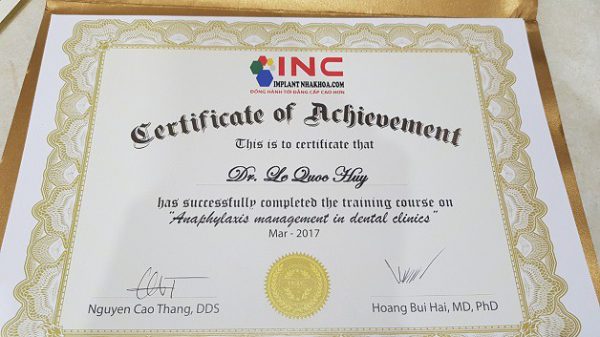 INC
IMPLANT NHAKHOA.COM
ĐỒNG HÀNH TỚI ĐẲNG CẤP CAO HƠN
Certificate of Achievement
This is to certificate that
Dr. Le Quoc Huy
has successfully completed the training course on
"Anaphylaxis management in dental clinics"
Mar - 2017
Nguyen Cao Thang, DDS
Hoang Bui Hai, MD, PhD